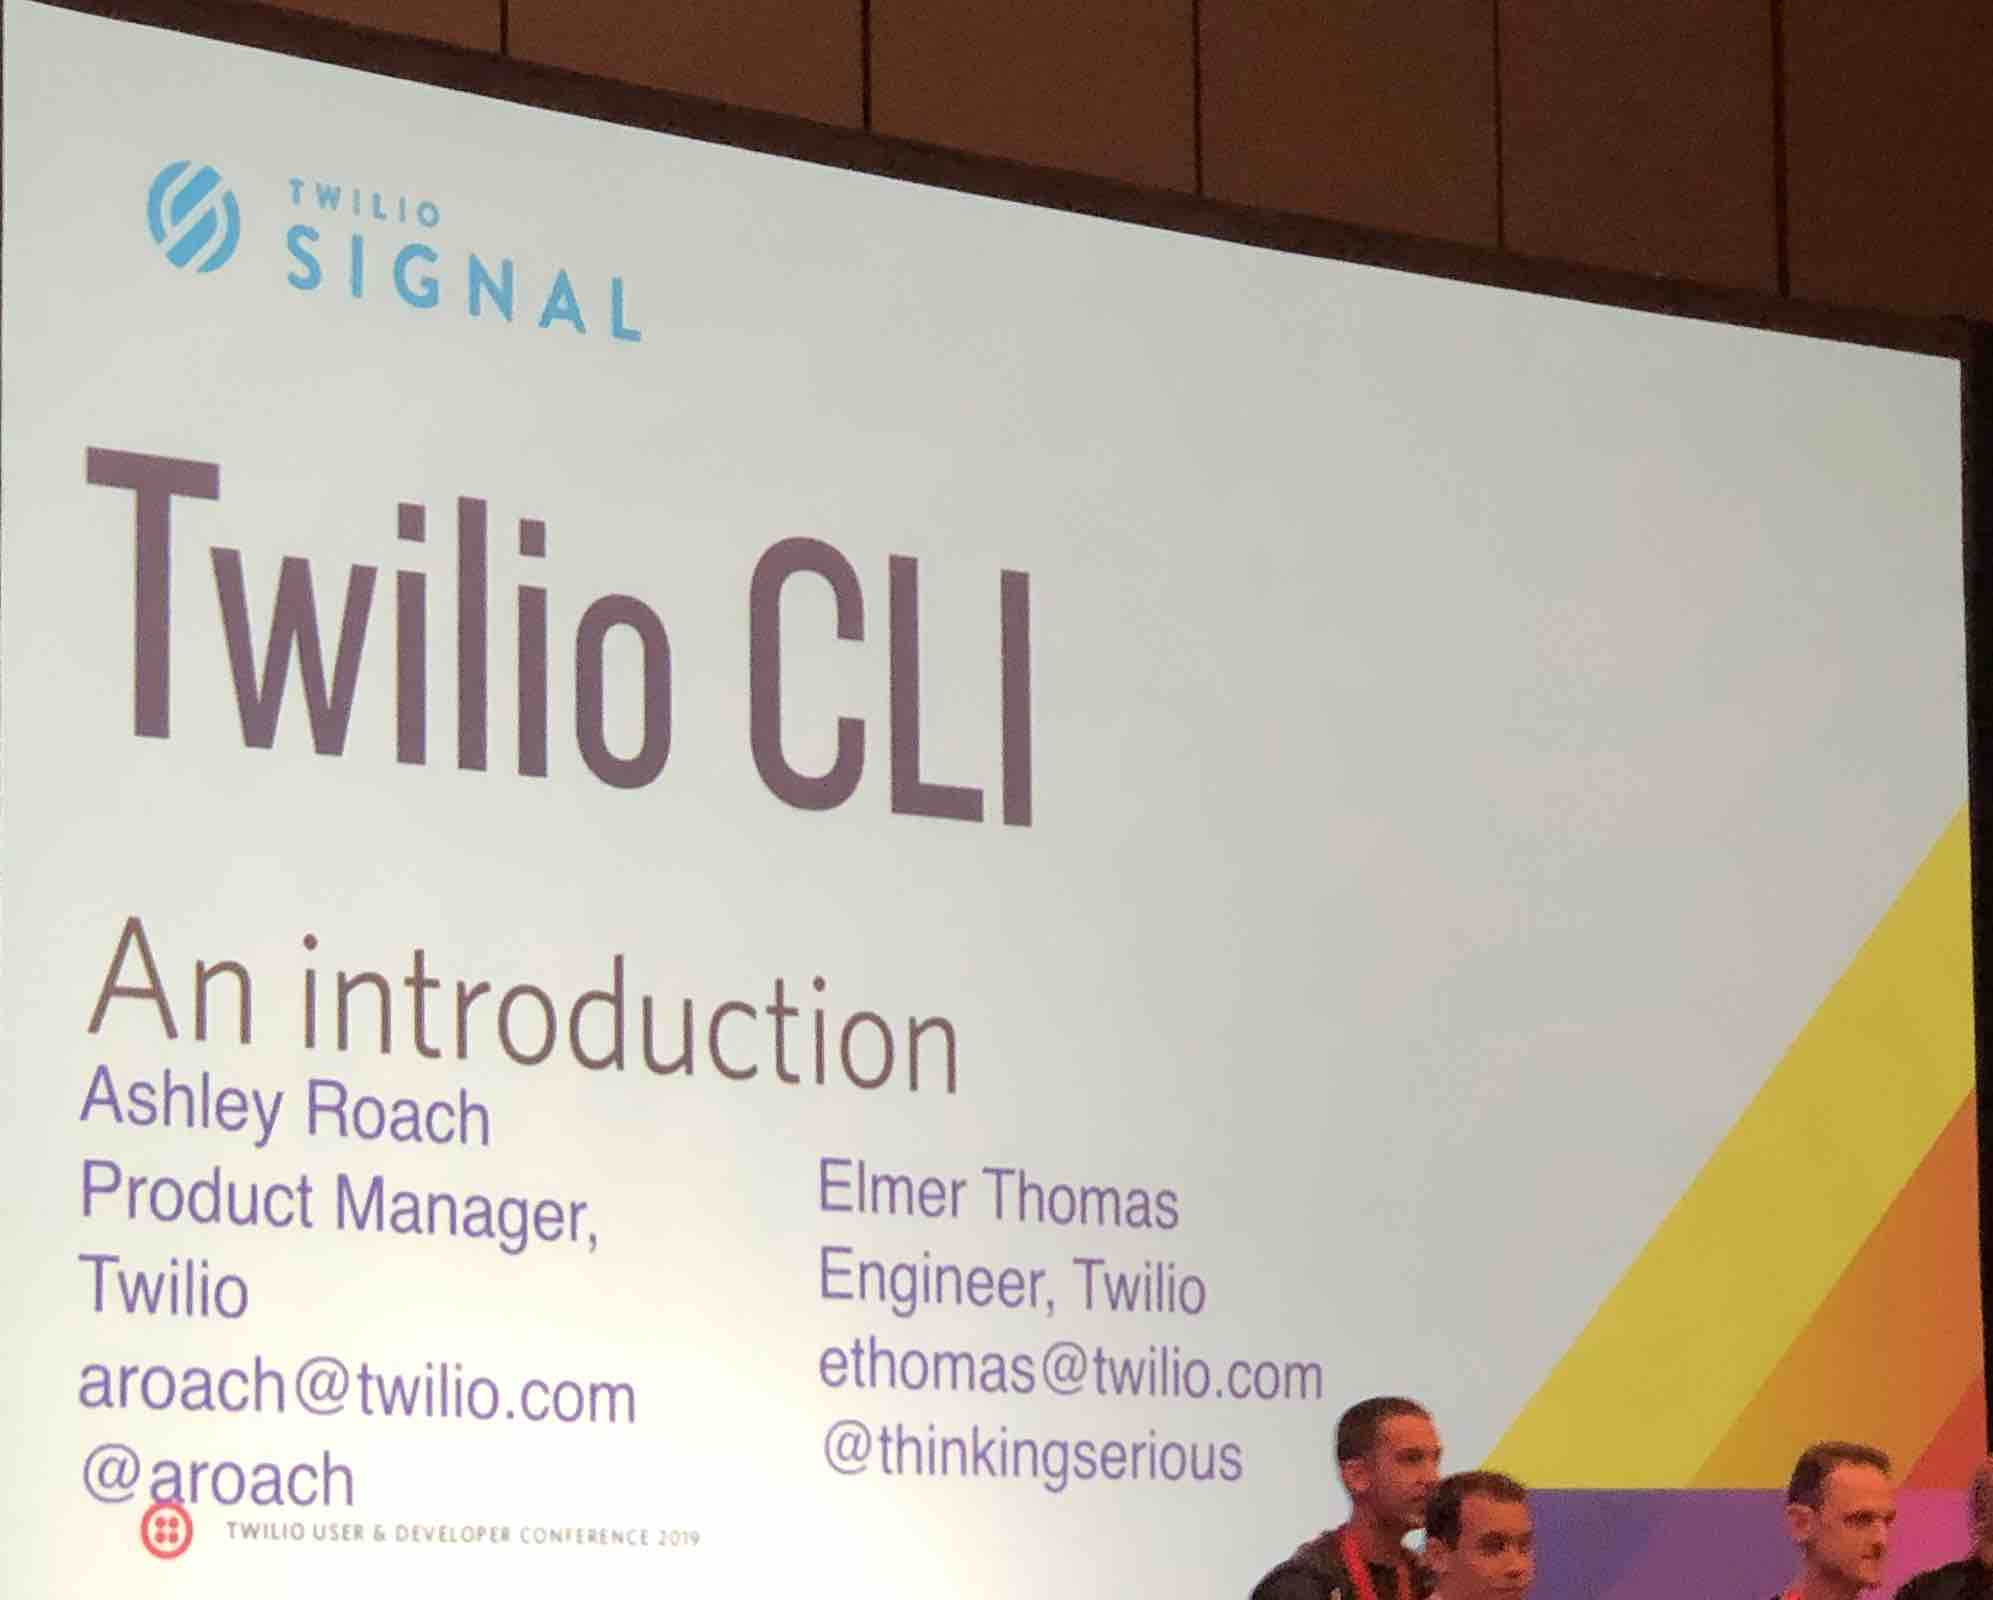 TWILIO
SIGNAL
Twilio CLI
An introduction
Ashley Roach
Product Manager,
Twilio
aroach@twilio.com
@aroach
Elmer Thomas
Engineer, Twilio
ethomas@twilio.com
@thinkingserious
TWILIO USER & DEVELOPER CONFERENCE 2019